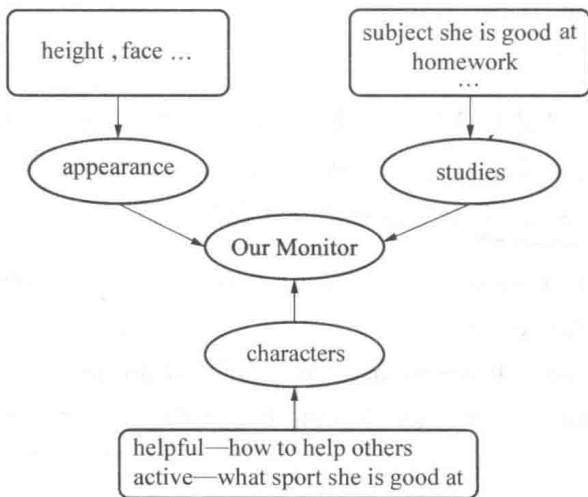 height , face …
subject she is good at
homework
…
appearance
studies
Our Monitor
characters
helpful—how to help others
active—what sport she is good at